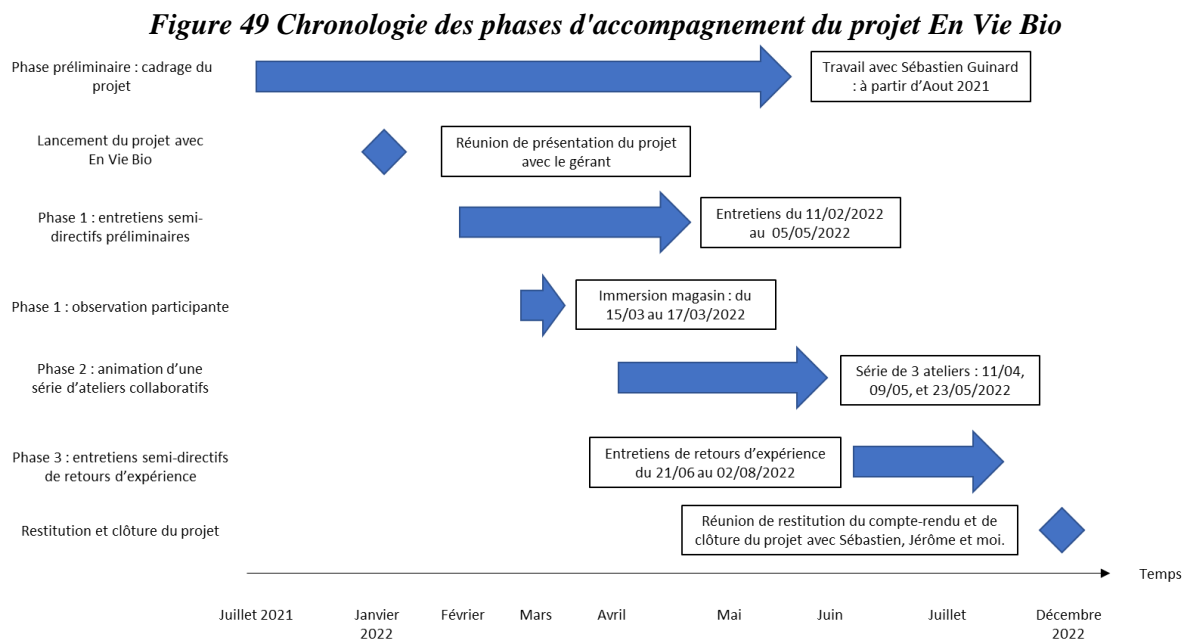 Figure 49 Chronologie des phases d'accompagnement du projet En Vie Bio
Phase préliminaire : cadrage du
projet
Travail avec Sébastien Guinard
: à partir d’Aout 2021
Lancement du projet avec
En Vie Bio
Réunion de présentation du projet
avec le gérant
Phase 1 : entretiens semi-
directifs préliminaires
Entretiens du 11/02/2022
au 05/05/2022
Phase 1 : observation participante
Immersion magasin : du
15/03 au 17/03/2022
Phase 2 : animation d’une
série d’ateliers collaboratifs
Série de 3 ateliers : 11/04,
09/05, et 23/05/2022
Phase 3 : entretiens semi-directifs
de retours d’expérience
Entretiens de retours d’expérience
du 21/06 au 02/08/2022
Restitution et clôture du projet
Réunion de restitution du compte-rendu et de
clôture du projet avec Sébastien, Jérôme et moi.
Temps
Juillet 2021
Janvier
2022
Février
Mars
Avril
Mai
Juin
Juillet
Décembre
2022